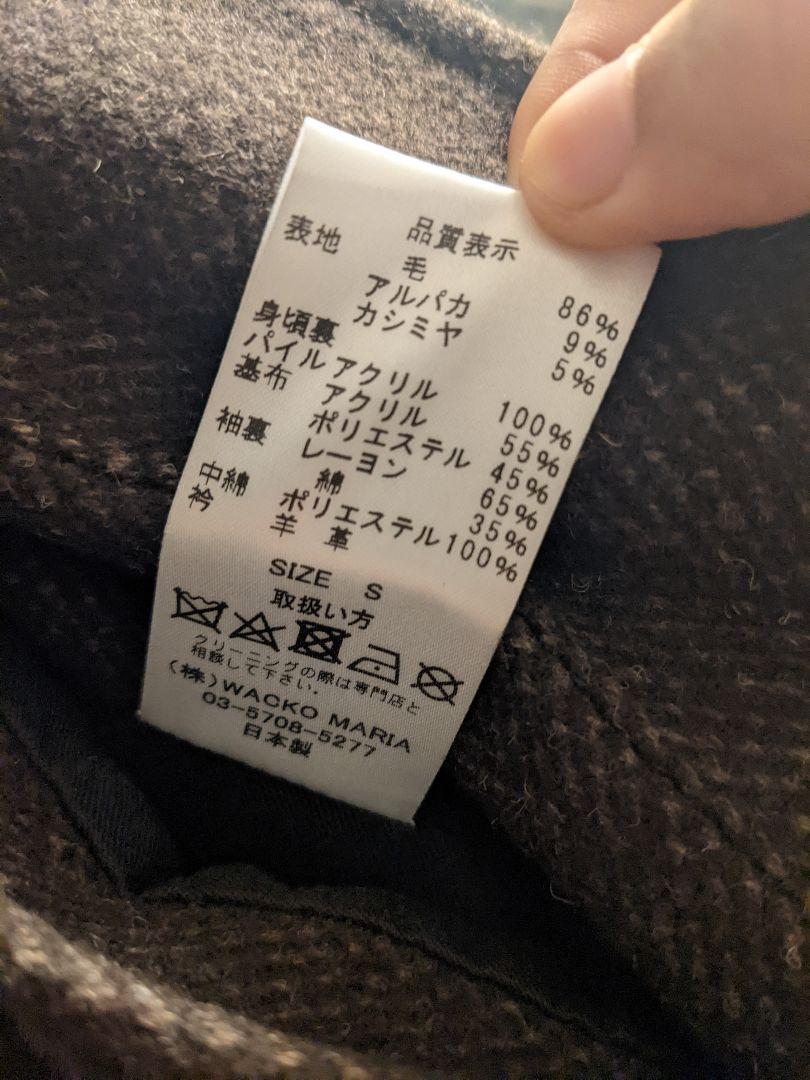 品質表示
表地 毛 86%
アルパカ 9%
カシミヤ 5%
身頃裏
パイル アクリル 100%
基布 アクリル 55%
ポリエステル 45%
袖裏 レーヨン 65%
綿 35%
中綿 ポリエステル 100%
衿 羊 革
SIZE S
取扱い方
クリーニングの際は専門店と
相談して下さい。
(株)WACKO MARIA
03-5708-5277
日本製